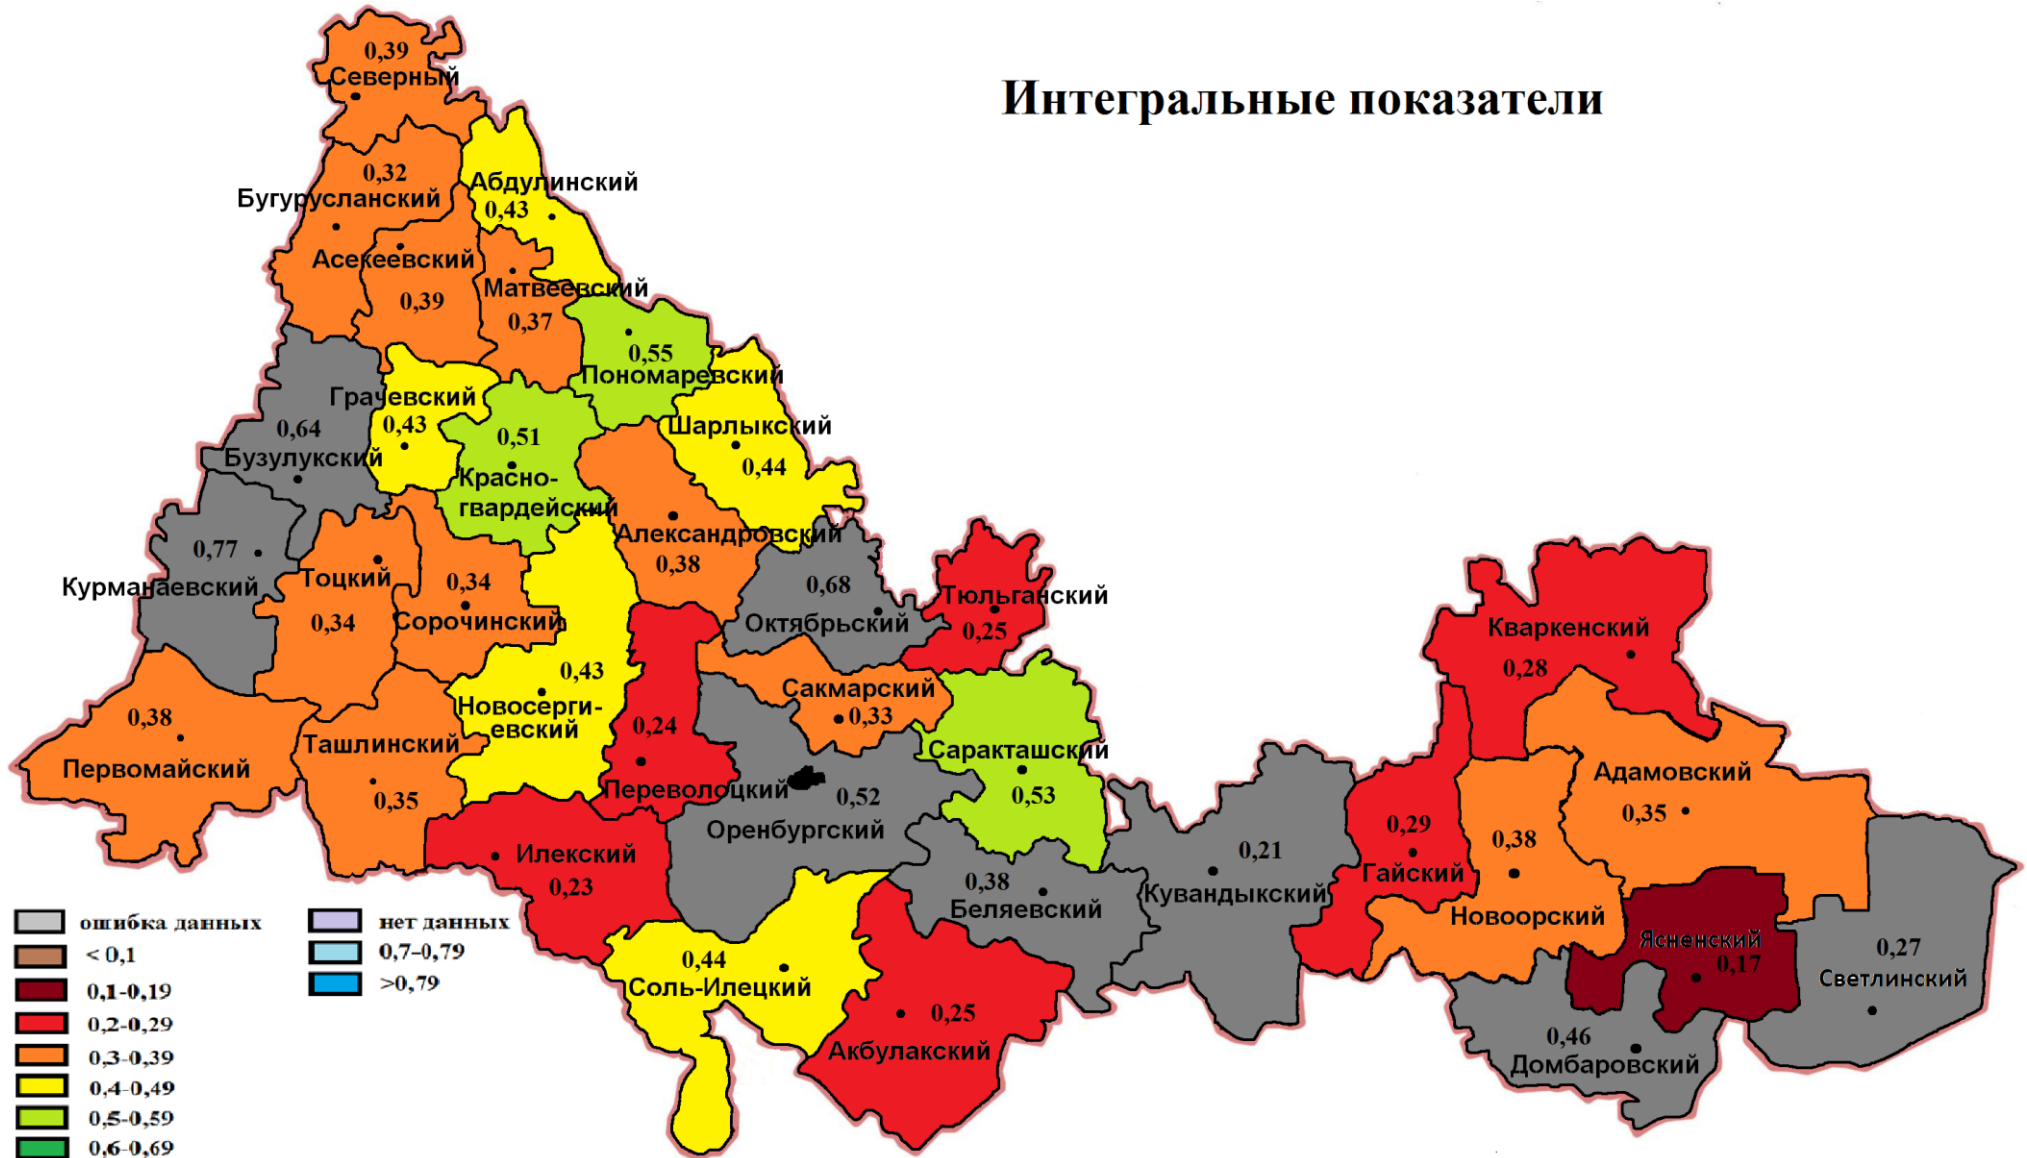 Интегральные показатели
0,39
Северный
0,32
Бугурусланский
Абдулинский
0,43
Асекеевский
0,39
Матвеевский
0,37
0,55
Пономаревский
Грачевский
0,43
0,64
Бузулукский
0,51
Красно-
гвардейский
Шарлыкский
0,44
Александровский
0,38
0,77
Курманаевский
Тоцкий
0,34
0,34
Сорочинский
0,68
Октябрьский
Тюльганский
0,25
Кваркенский
0,28
0,43
Новосерги-
евский
Сакмарский
0,33
0,38
Первомайский
Ташлинский
0,35
0,24
Переволоцкий
0,52
Оренбургский
Саракташский
0,53
Адамовский
0,35
Илекский
0,23
0,38
Беляевский
0,21
Кувандыкский
0,29
Гайский
0,38
Новоорский
Ясненский
0,17
0,27
Светлинский
0,44
Соль-Илецкий
0,25
Акбулакский
0,46
Домбаровский
ошибка данных
< 0,1
0,1-0,19
0,2-0,29
0,3-0,39
0,4-0,49
0,5-0,59
0,6-0,69
нет данных
0,7–0,79
>0,79